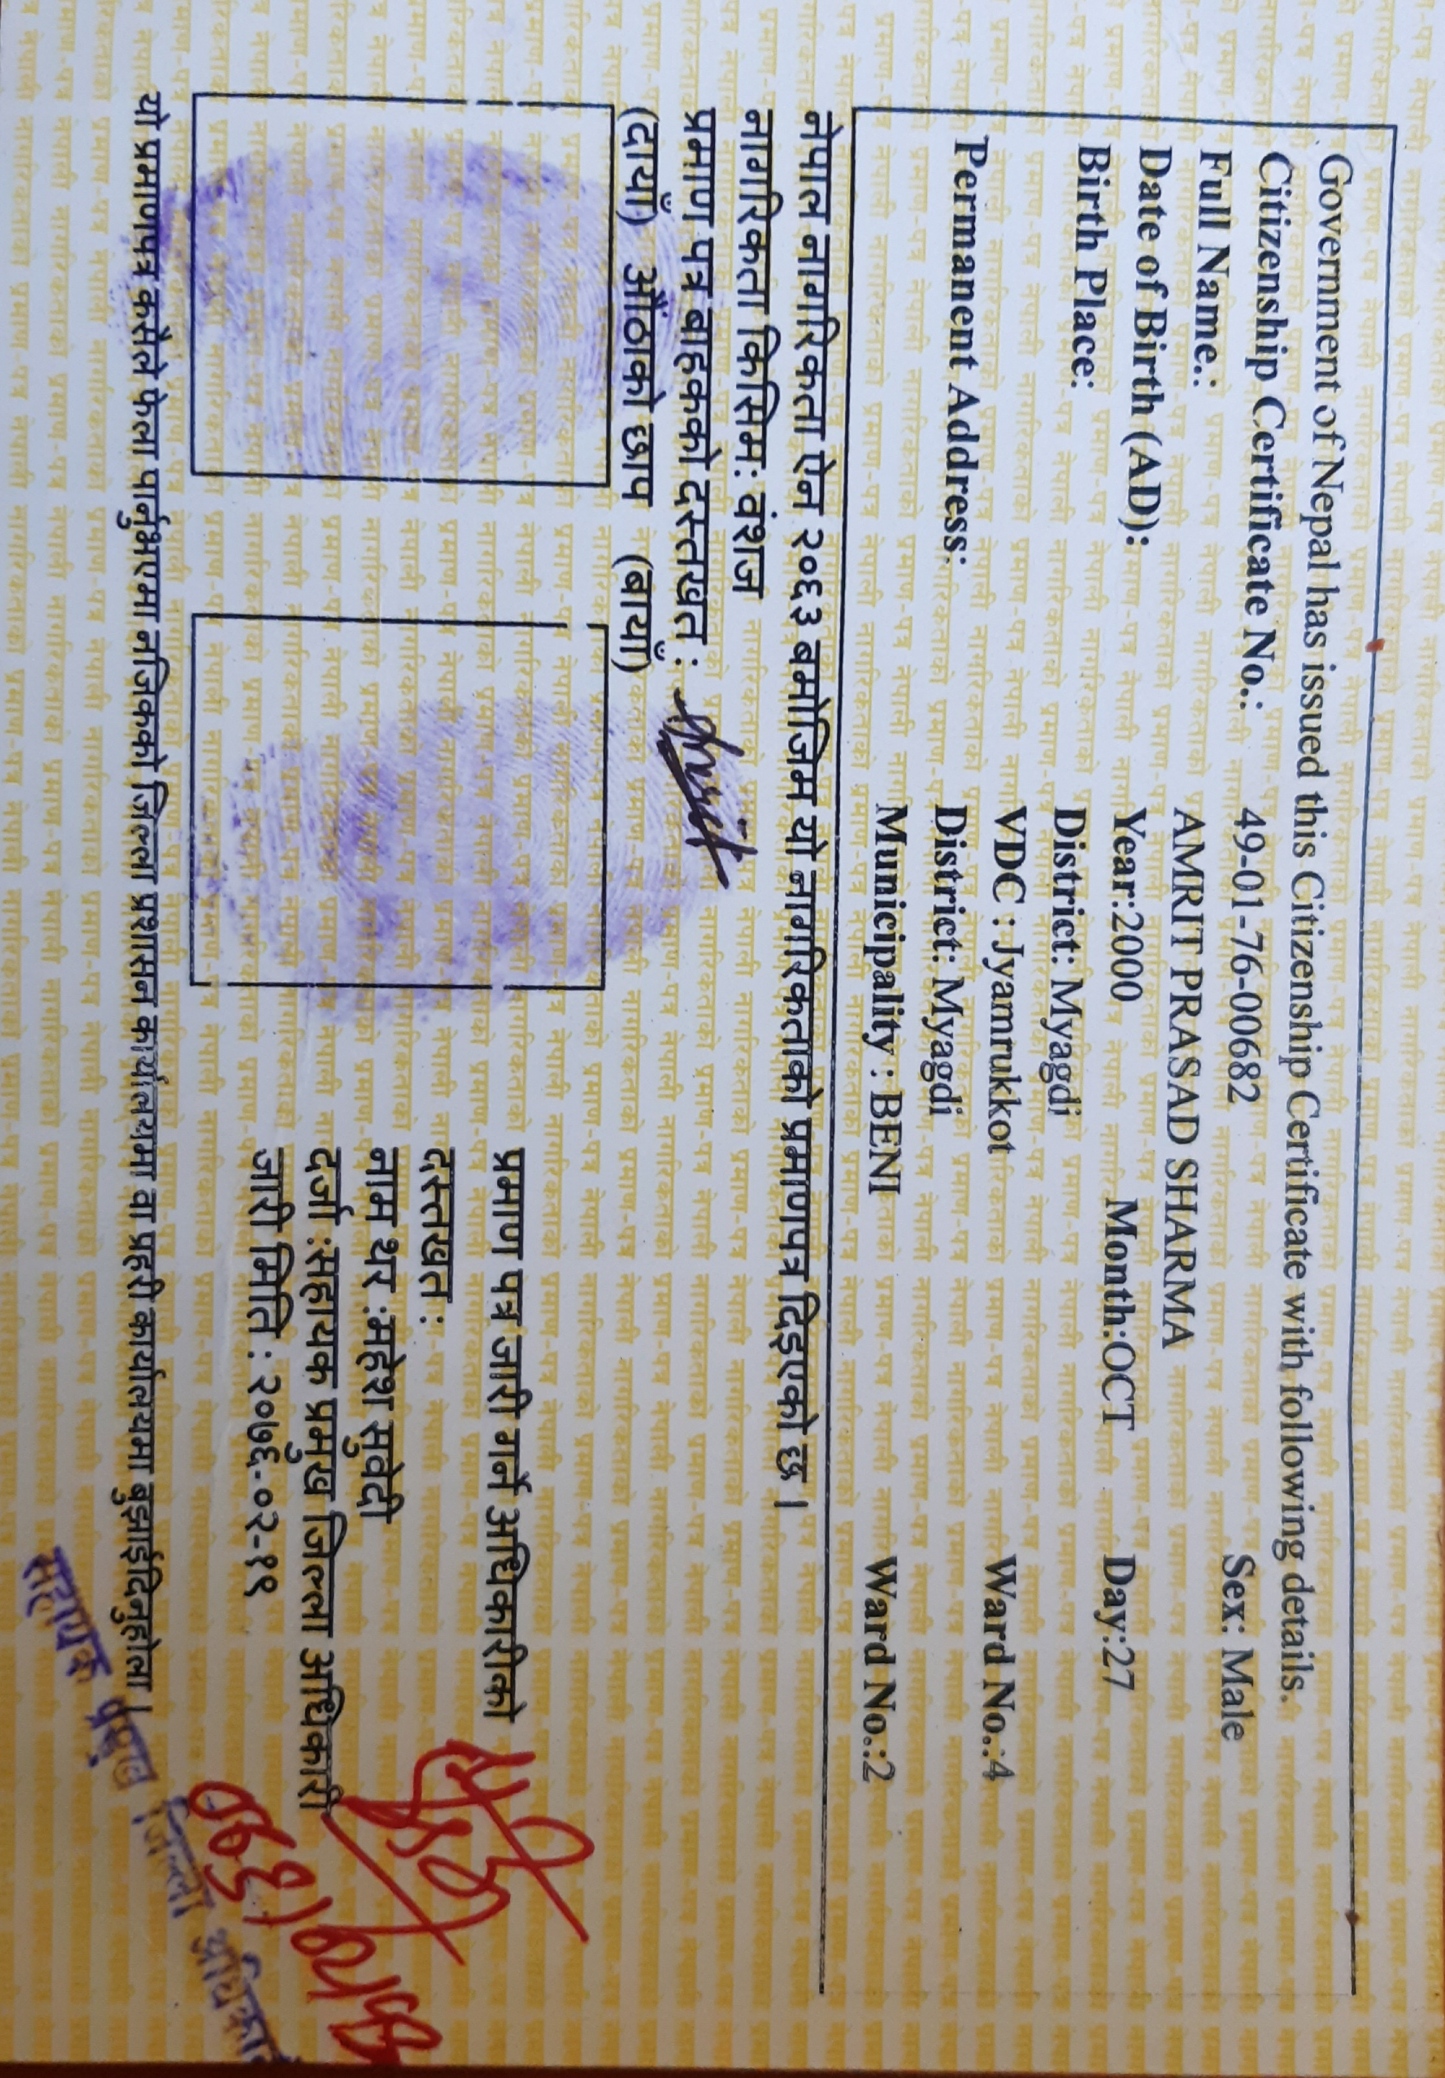 Government of Nepal has issued this Citizenship Certificate with following details.
Citizenship Certificate No.: 49-01-76-00682 Sex: Male
Full Name.: AMRIT PRASAD SHARMA
Date of Birth (AD): Year:2000 Month:OCT Day:27
Birth Place: District: Myagdi
VDC : Jyamrukkot Ward No.:4
Permanent Address: District: Myagdi
Municipality : BENI Ward No.:2
नेपाल नागरिकता ऐन २०६३ बमोजिम यो नागरिकताको प्रमाणपत्र दिइएको छ ।
नागरिकता किसिम: वंशज
प्रमाण पत्र बाहकको दस्तखत : Amrit
(दायाँ) औंठाको छाप (बायाँ)
प्रमाण पत्र जारी गर्ने अधिकारीको
दस्तखत :
नाम थर :महेश सुवेदी
दर्जा :सहायक प्रमुख जिल्ला अधिकारी
जारी मिति : २०७६-०२-१९
यो प्रमाणपत्र कसैले फेला पार्नुभएमा नजिकको जिल्ला प्रशासन कार्यालयमा वा प्रहरी कार्यालयमा बुझाईदिनुहोला ।
सहायक प्रमुख जिल्ला अधिकारी